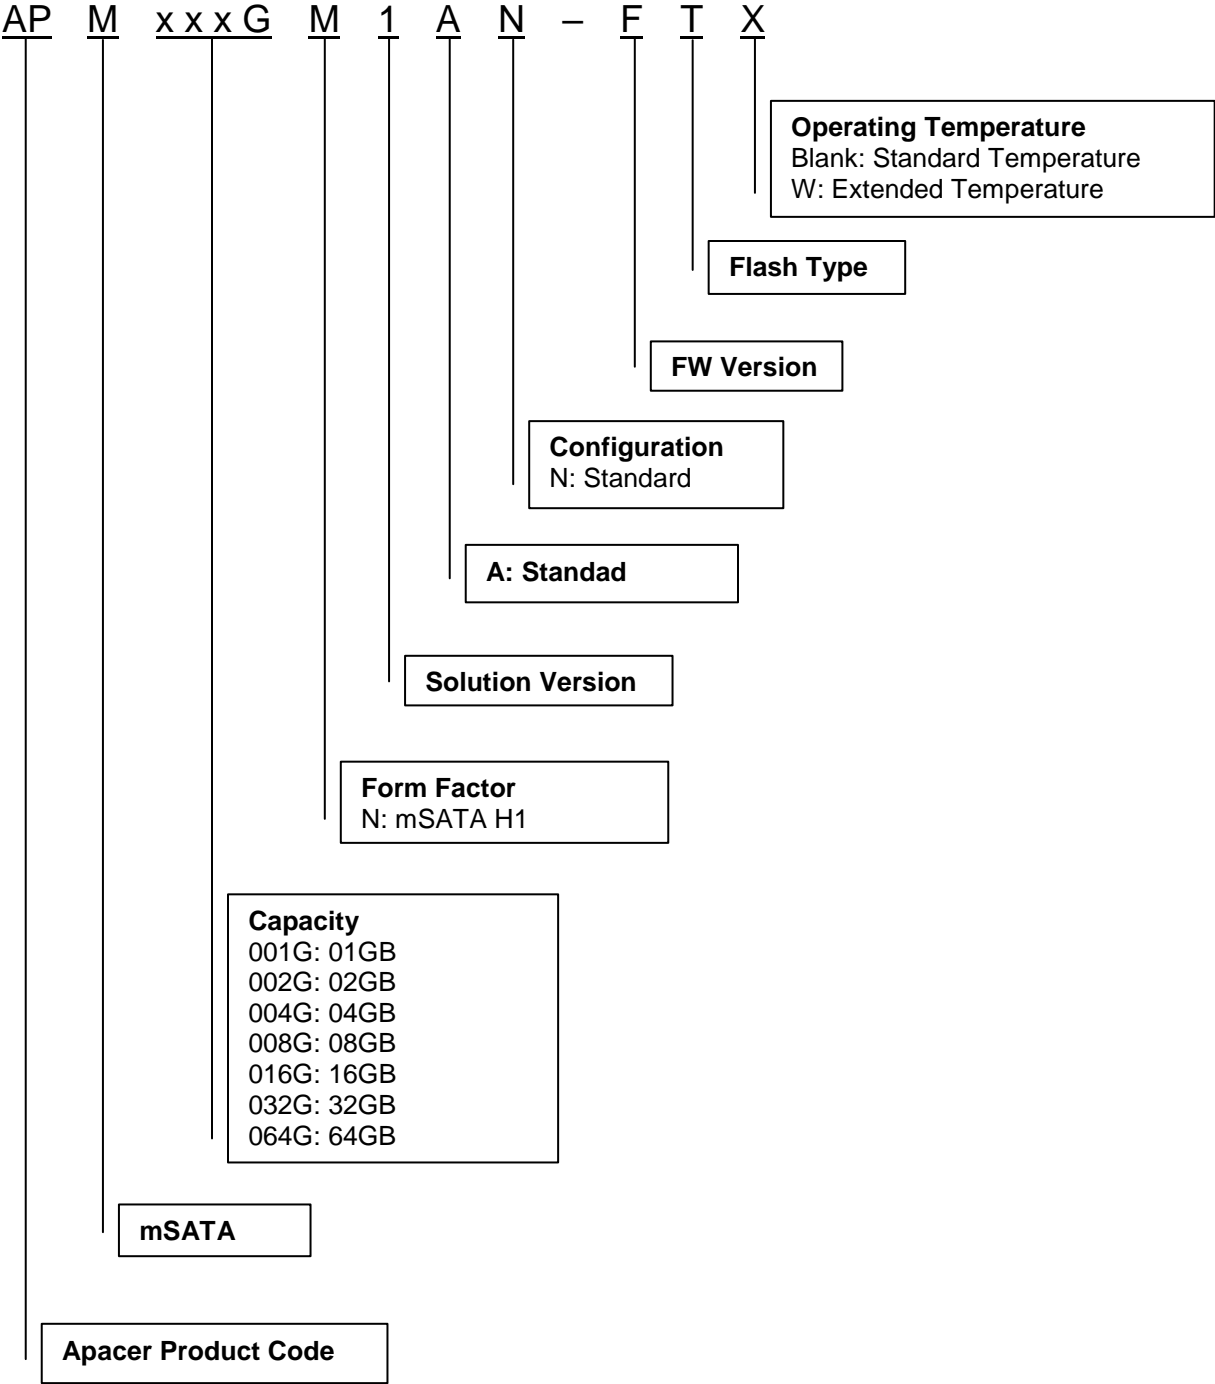 AP M x x x G M 1 A N – F T X
Operating Temperature
Blank: Standard Temperature
W: Extended Temperature
Flash Type
FW Version
Configuration
N: Standard
A: Standad
Solution Version
Form Factor
N: mSATA H1
Capacity
001G: 01GB
002G: 02GB
004G: 04GB
008G: 08GB
016G: 16GB
032G: 32GB
064G: 64GB
mSATA
Apacer Product Code